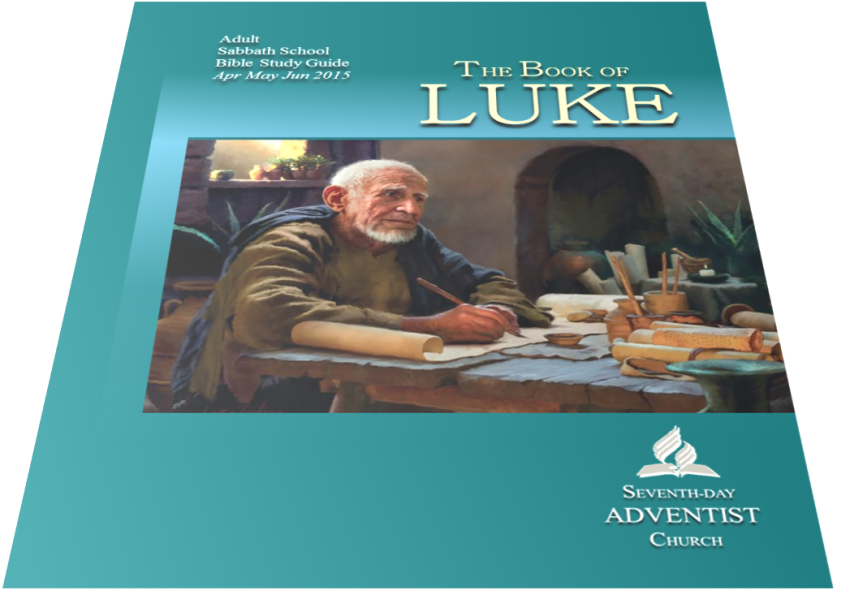 Adult
Sabbath School
Bible Study Guide
Apr May Jun 2015
THE BOOK OF
LUKE
SEVENTH-DAY
ADVENTIST
CHURCH